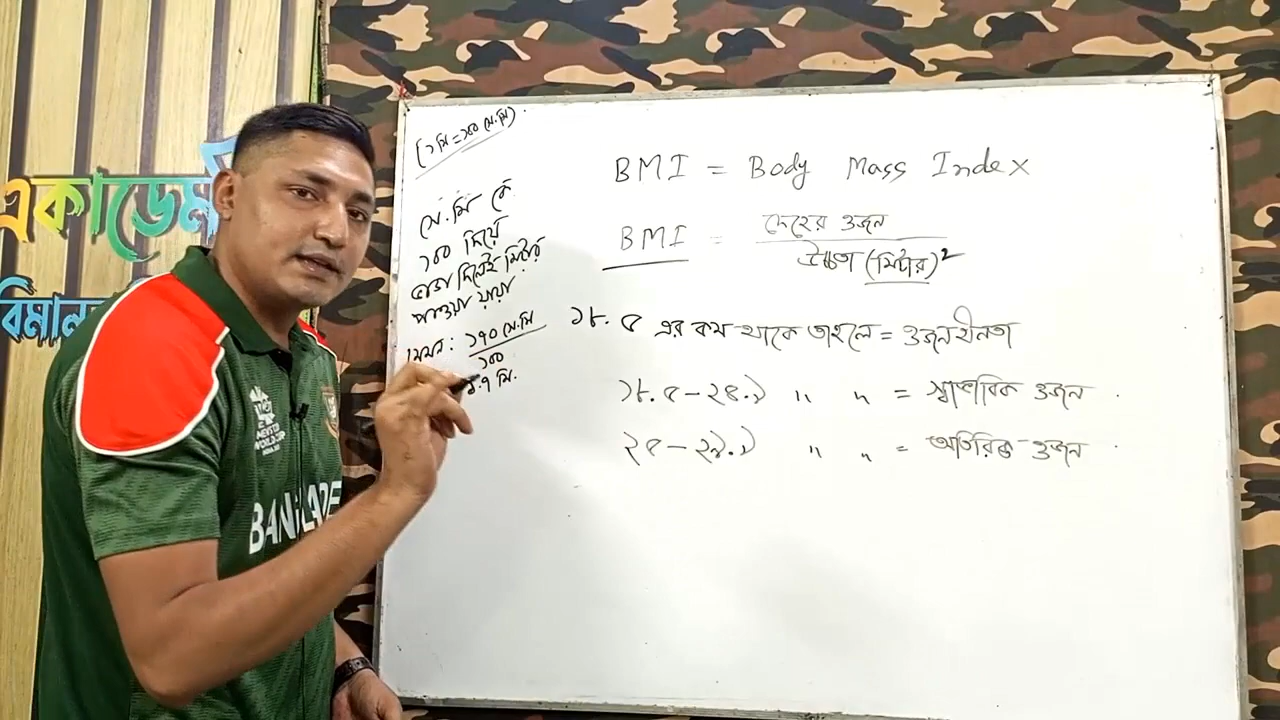 একাডেমি
বিমান
BANGLADE
[১ মি = ১০০ সে.মি]
সে.মি কে
১০০ দিয়ে
ভাগ দিলেই মিটার
পাওয়া যায়
যেমন: ১৭০ সে.মি
১০০
১.৭ মি.
BMI = Body Mass Index
BMI = দেহের ওজন
উচ্চতা (মিটার)²
১৮.৫ এর কম থাকে তাহলে = ওজনহীনতা
১৮.৫ – ২৪.৯ " " = স্বাভাবিক ওজন
২৫ – ২৯.৯ " " = অতিরিক্ত ওজন